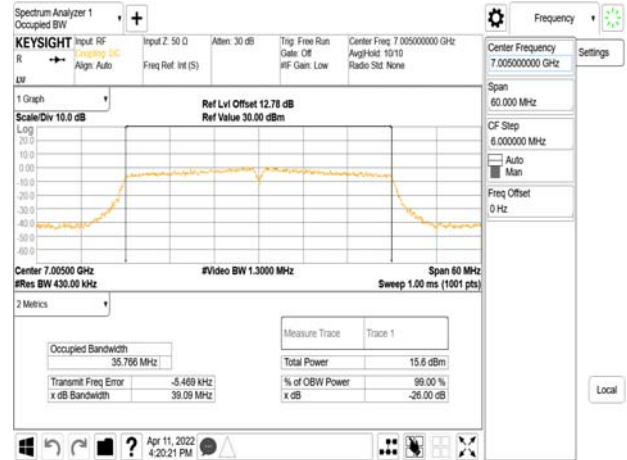 Spectrum Analyzer 1
Occupied BW
Frequency
KEYSIGHT
R
LVI
Input: RF
Coupling: DC
Align: Auto
Input Z: 50 Ω
Freq Ref: Int (S)
Atten: 30 dB
Trig: Free Run
Gate: Off
#IF Gain: Low
Center Freq: 7.005000000 GHz
Avg|Hold: 10/10
Radio Std: None
Center Frequency
7.005000000 GHz
Settings
Span
60.000 MHz
CF Step
6.000000 MHz
Auto
Man
Freq Offset
0 Hz
Local
1 Graph
Scale/Div 10.0 dB
Ref Lvl Offset 12.78 dB
Ref Value 30.00 dBm
Log
20.0
10.0
0.00
-10.0
-20.0
-30.0
-40.0
-50.0
-60.0
Center 7.00500 GHz
#Res BW 430.00 kHz
#Video BW 1.3000 MHz
Span 60 MHz
Sweep 1.00 ms (1001 pts)
2 Metrics
Measure Trace Trace 1
Occupied Bandwidth
35.766 MHz
Total Power 15.6 dBm
Transmit Freq Error -5.469 kHz
% of OBW Power 99.00 %
x dB Bandwidth 39.09 MHz
x dB -26.00 dB
?
Apr 11, 2022
4:20:21 PM